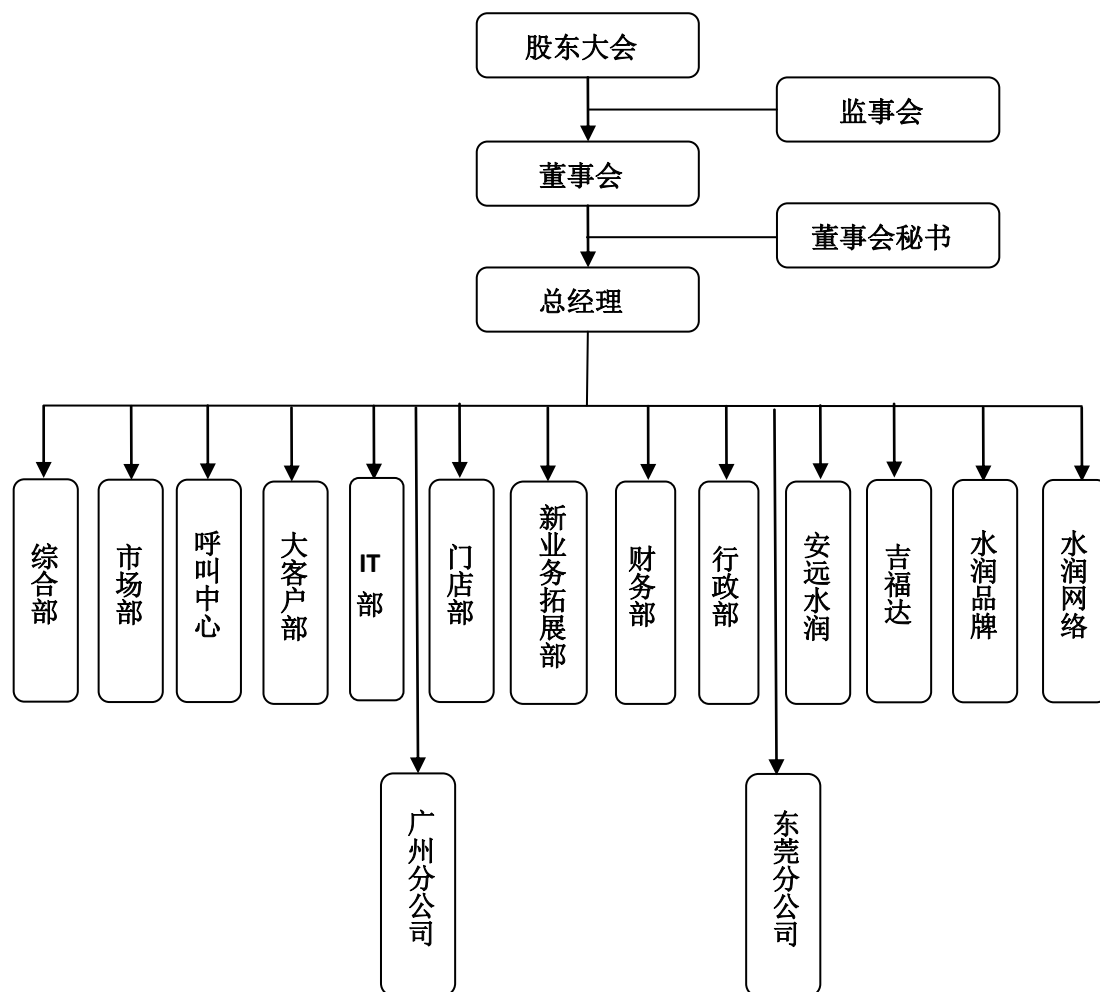 股东大会
监事会
董事会
董事会秘书
总经理
综合部
市场部
呼叫中心
大客户部
IT部
门店部
新业务拓展部
财务部
行政部
安远水润
吉福达
水润品牌
水润网络
广州分公司
东莞分公司